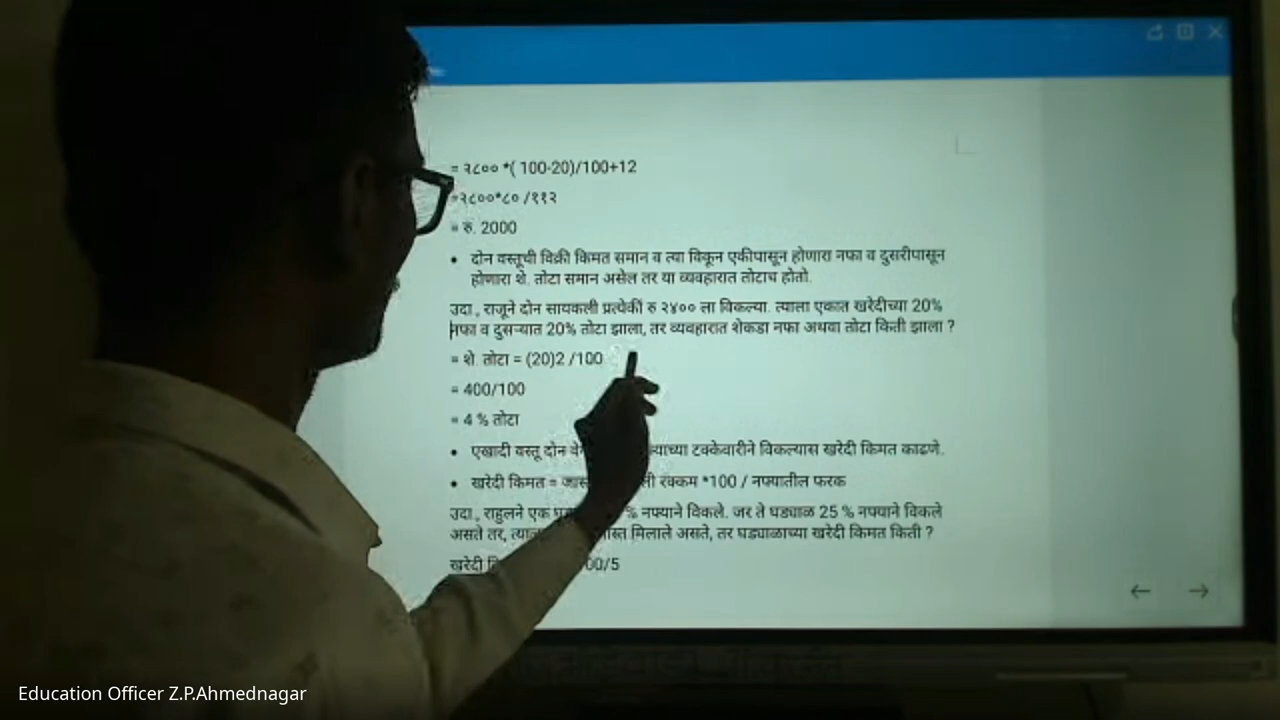 = २८०० *( 100-20)/100+12
=२८००*८० /११२
= रु. 2000
• दोन वस्तूची विक्री किमत समान व त्या विकून एकीपासून होणारा नफा व दुसरीपासून
होणारा शे. तोटा समान असेल तर या व्यवहारात तोटाच होतो.
उदा., राजूने दोन सायकली प्रत्येकी रु २४०० ला विकल्या. त्याला एकात खरेदीच्या 20%
नफा व दुसऱ्यात 20% तोटा झाला, तर व्यवहारात शेकडा नफा अथवा तोटा किती झाला ?
= शे. तोटा = (20)2 /100
= 400/100
= 4 % तोटा
• एखादी वस्तू दोन टक्केवारीने विकल्यास खरेदी किमत काढणे.
• खरेदी किमत = रक्कम *100 / नफ्यातील फरक
उदा., राहुलने एक % नफ्याने विकले. जर ते घड्याळ 25 % नफ्याने विकले
असते तर, मिलाले असते, तर घड्याळाच्या खरेदी किमत किती ?
खरेदी 00/5
Education Officer Z.P.Ahmednagar